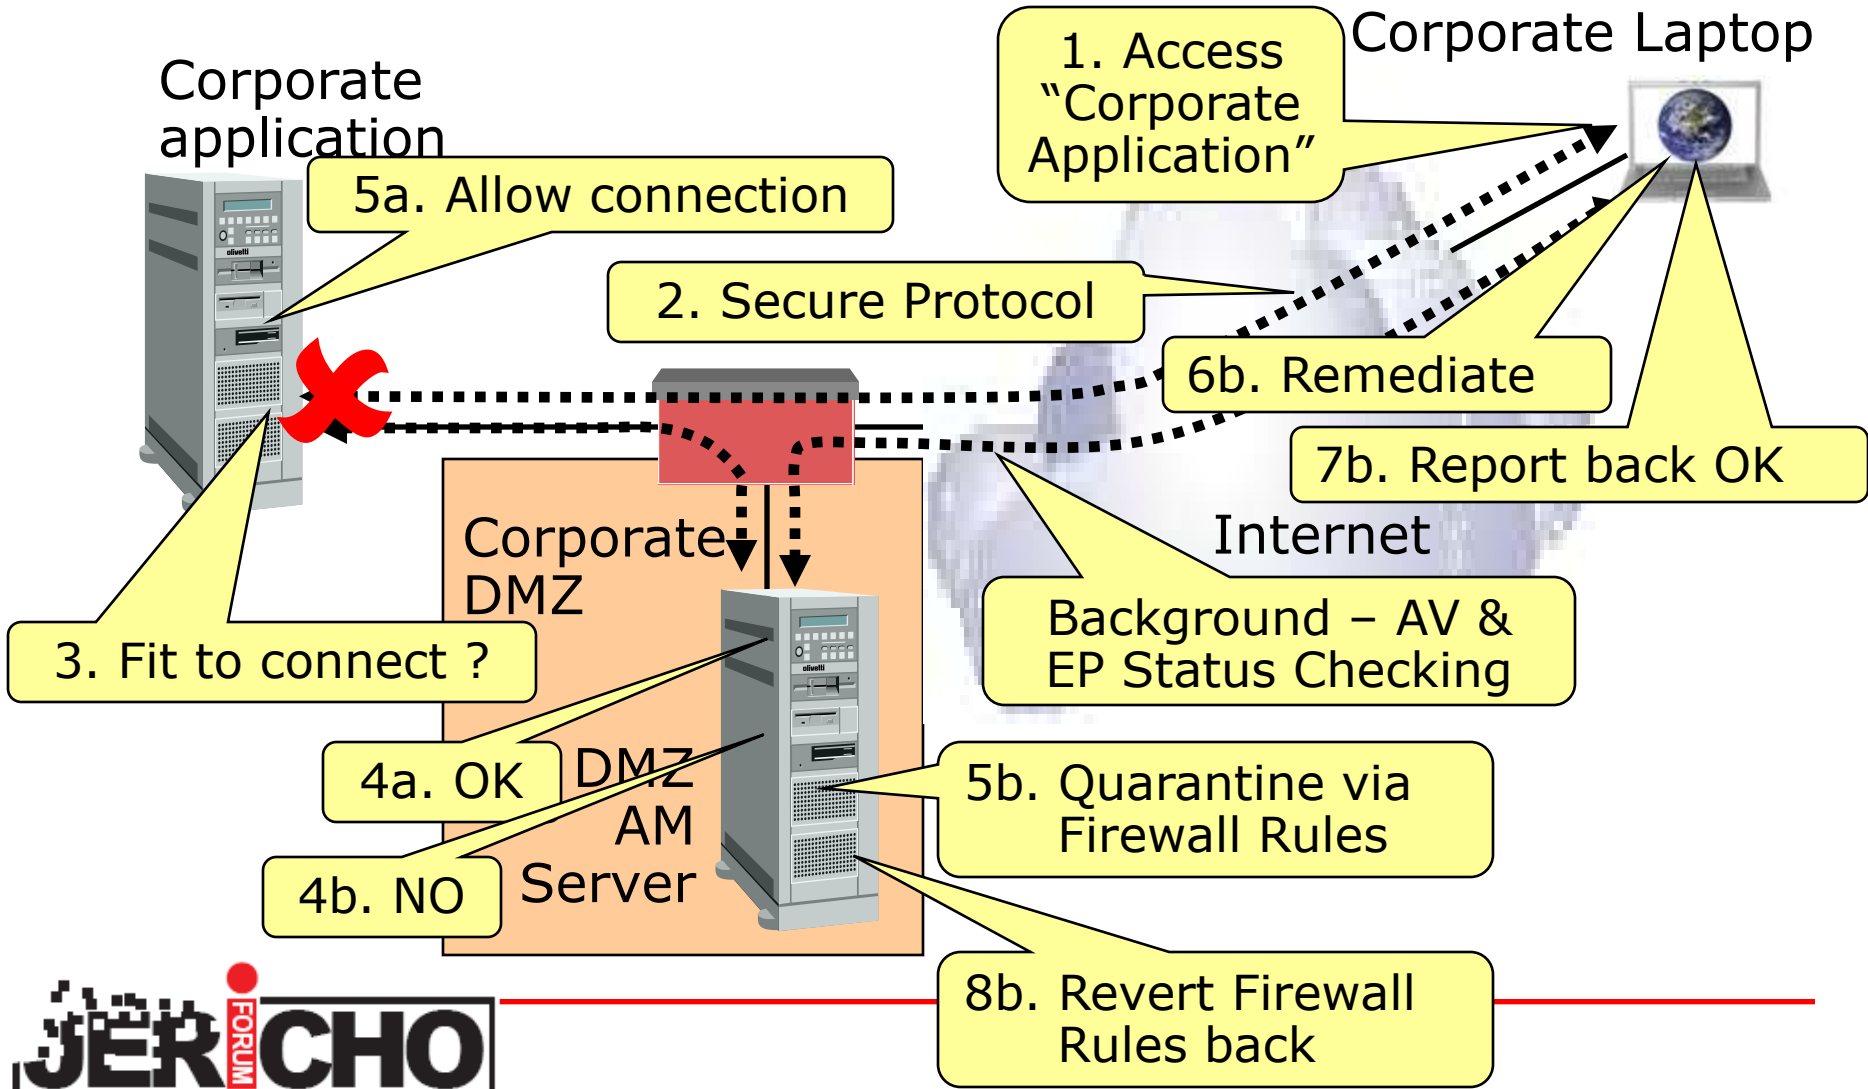 Corporate Laptop
1. Access
“Corporate
Application”
Corporate
application
5a. Allow connection
2. Secure Protocol
6b. Remediate
7b. Report back OK
Internet
Corporate
DMZ
Background – AV &
EP Status Checking
3. Fit to connect ?
4a. OK
DMZ
AM
Server
4b. NO
5b. Quarantine via
Firewall Rules
8b. Revert Firewall
Rules back
olivetti
olivetti
JERiCHO
FORUM